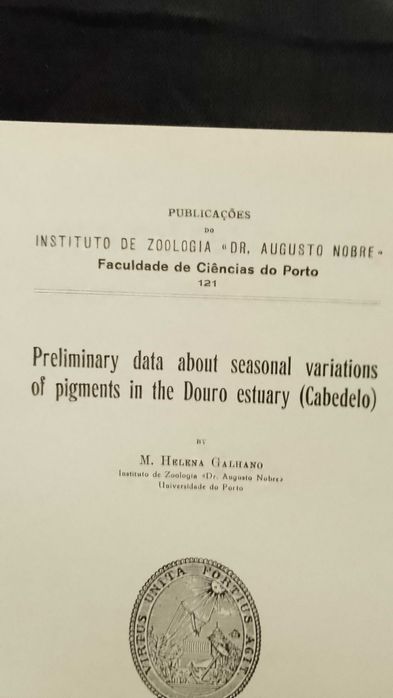 PUBLICAÇÕES
DO
INSTITUTO DE ZOOLOGIA «DR. AUGUSTO NOBRE»
Faculdade de Ciências do Porto
121
Preliminary data about seasonal variations
of pigments in the Douro estuary (Cabedelo)
BY
M. HELENA GALHANO
Instituto de Zoologia «Dr. Augusto Nobre»
Universidade do Porto
VIRTUS UNITA FORTIUS AGIT